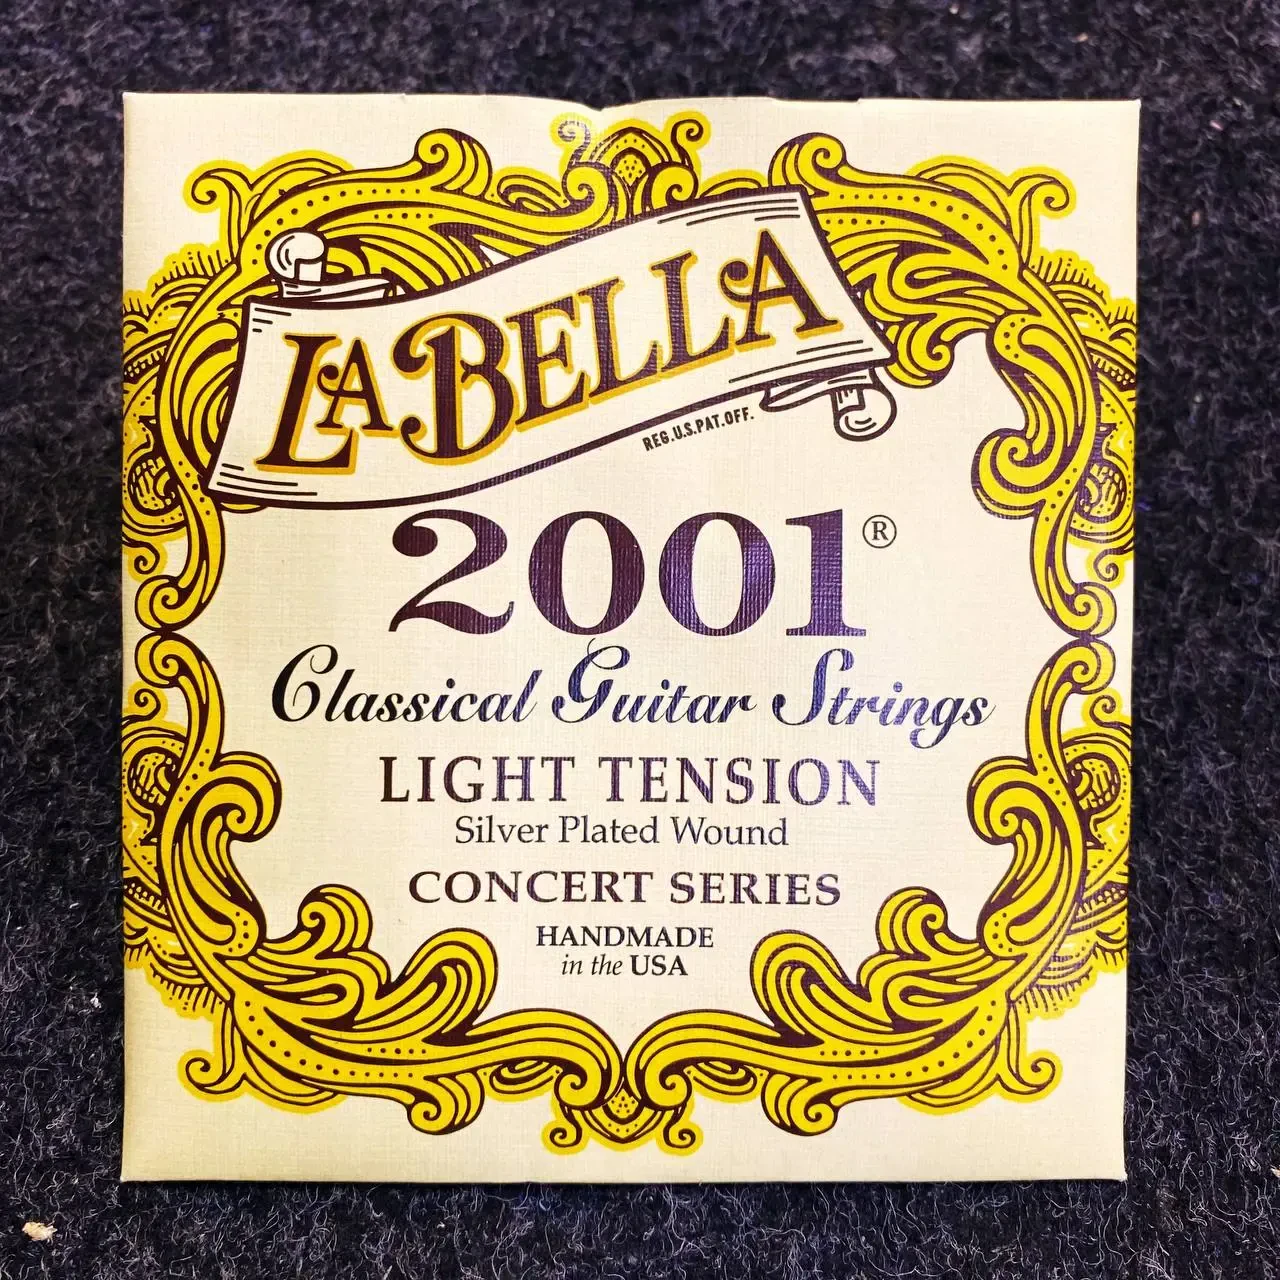 LA BELLA
REG.U.S.PAT.OFF.
2001®
Classical Guitar Strings
LIGHT TENSION
Silver Plated Wound
CONCERT SERIES
HANDMADE
in the USA